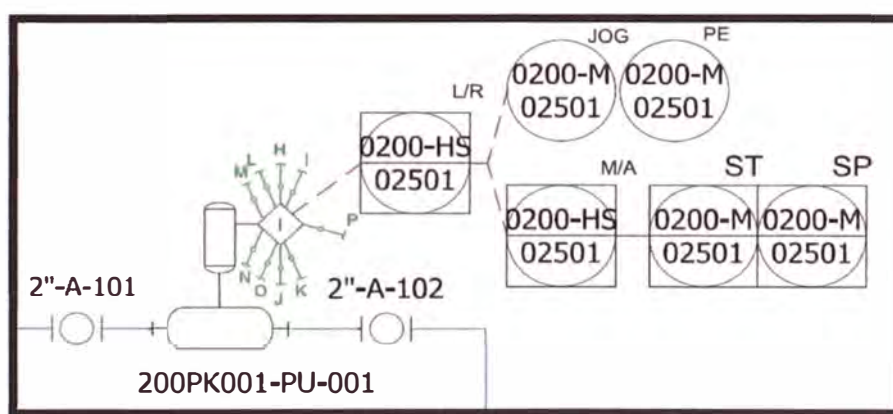 JOG PE
0200-M 0200-M
02501 02501
L/R
0200-HS
02501
M/A ST SP
0200-HS 0200-M 0200-M
02501 02501 02501
H
L I
M
P
I
N K
O J
2"-A-101 2"-A-102
200PK001-PU-001